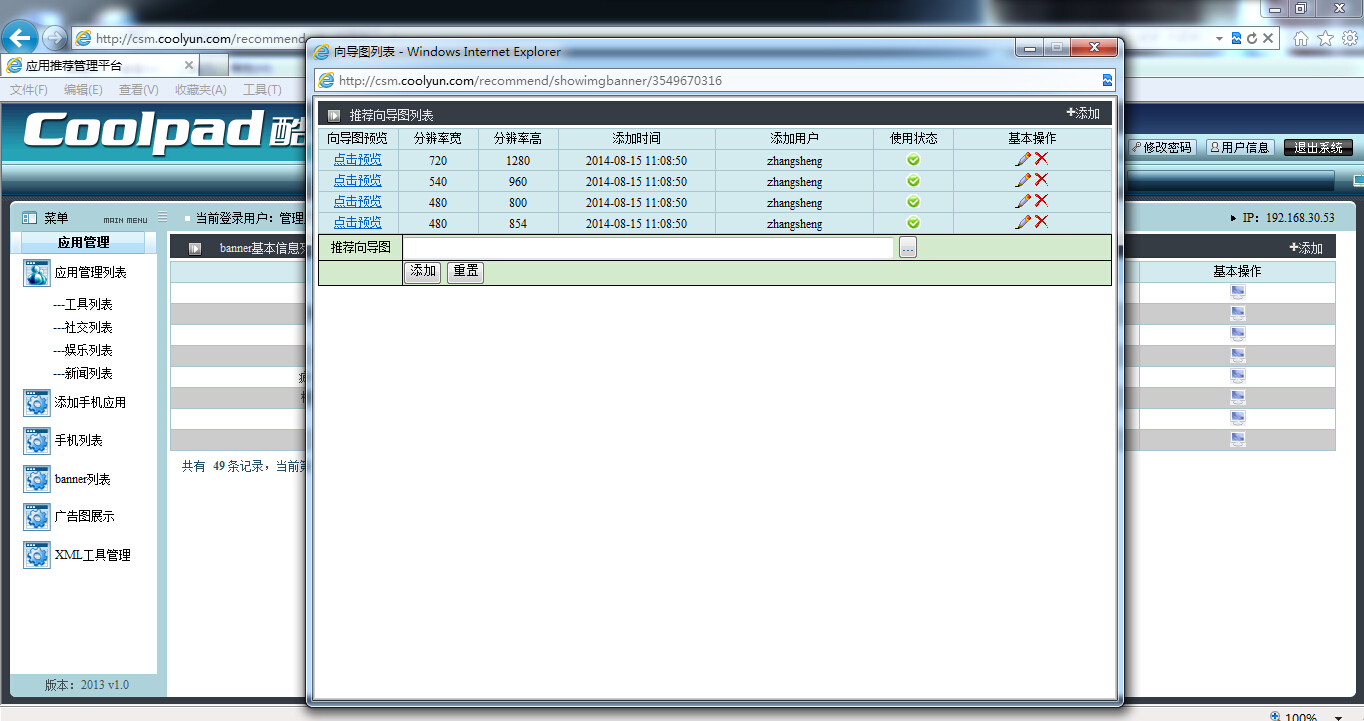 http://csm.coolyun.com/recommend
应用推荐管理平台
文件(F) 编辑(E) 查看(V) 收藏夹(A) 工具(T)
Coolpad 酷
修改密码 用户信息 退出系统
菜单 MAIN MENU
当前登录用户：管理
IP：192.168.30.53
应用管理
应用管理列表
---工具列表
---社交列表
---娱乐列表
---新闻列表
添加手机应用
手机列表
banner列表
广告图展示
XML工具管理
版本：2013 v1.0
banner基本信息列
添加
基本操作
共有 49 条记录，当前第
向导图列表 - Windows Internet Explorer
http://csm.coolyun.com/recommend/showimgbanner/3549670316
推荐向导图列表 添加
向导图预览 分辨率宽 分辨率高 添加时间 添加用户 使用状态 基本操作
点击预览 720 1280 2014-08-15 11:08:50 zhangsheng
点击预览 540 960 2014-08-15 11:08:50 zhangsheng
点击预览 480 800 2014-08-15 11:08:50 zhangsheng
点击预览 480 854 2014-08-15 11:08:50 zhangsheng
推荐向导图 ...
添加 重置
100%